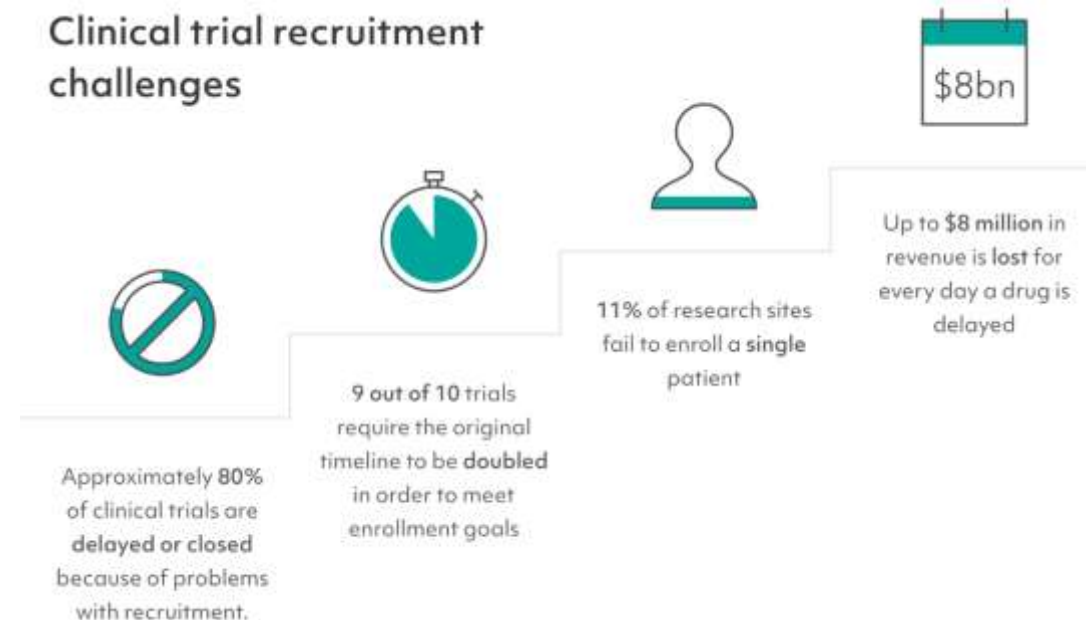 Clinical trial recruitment
challenges
$8bn
Up to $8 million in
revenue is lost for
every day a drug is
delayed
11% of research sites
fail to enroll a single
patient
9 out of 10 trials
require the original
timeline to be doubled
in order to meet
enrollment goals
Approximately 80%
of clinical trials are
delayed or closed
because of problems
with recruitment.